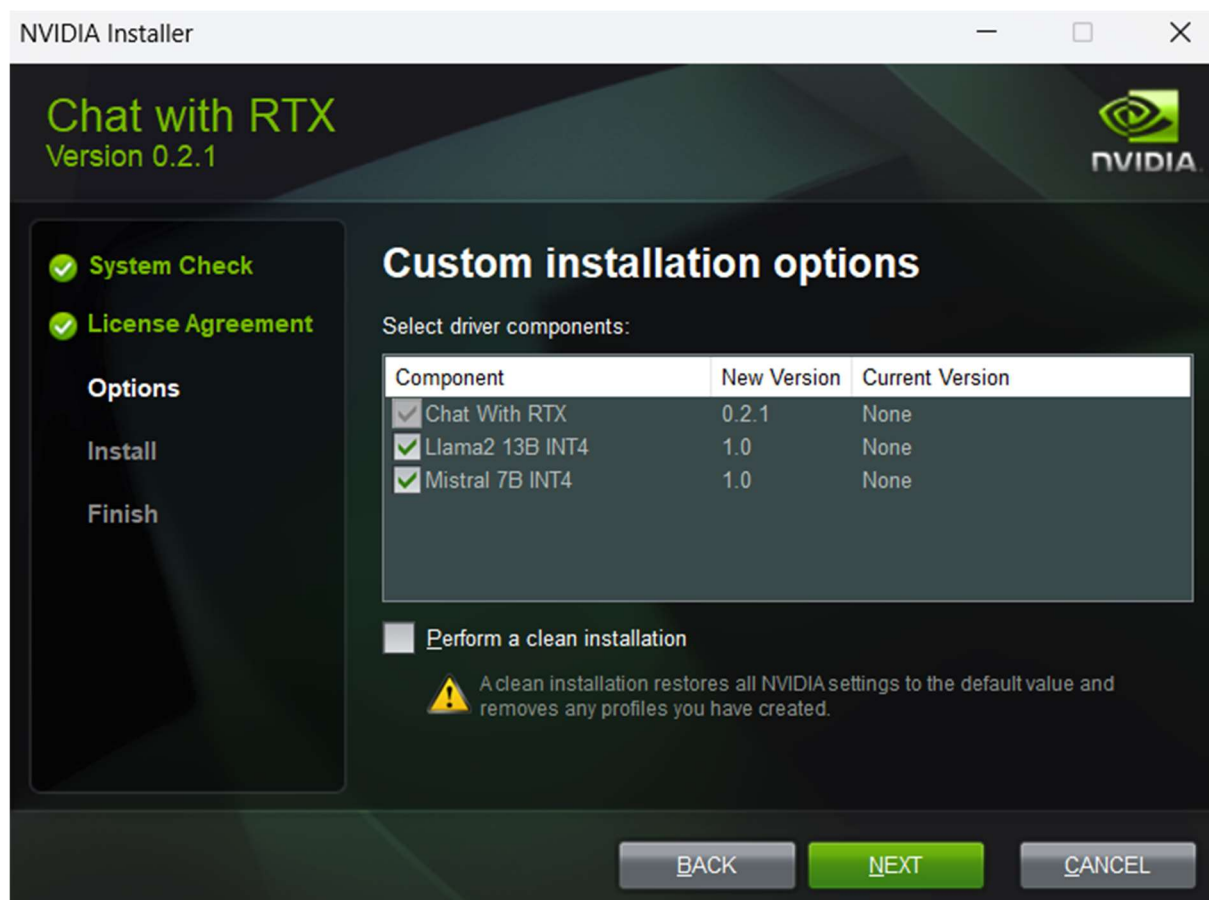 NVIDIA Installer
Chat with RTX
Version 0.2.1
NVIDIA
System Check
License Agreement
Options
Install
Finish
Custom installation options
Select driver components:
Component New Version Current Version
Chat With RTX 0.2.1 None
Llama2 13B INT4 1.0 None
Mistral 7B INT4 1.0 None
Perform a clean installation
A clean installation restores all NVIDIA settings to the default value and
removes any profiles you have created.
BACK NEXT CANCEL